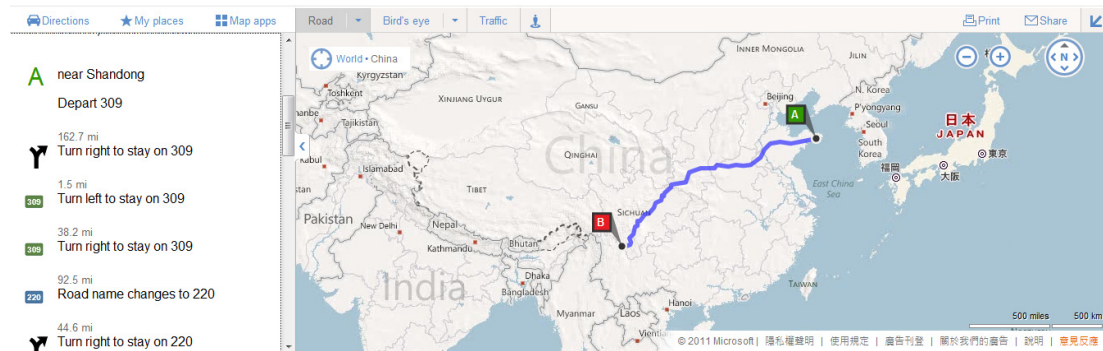 Directions My places Map apps Road Bird's eye Traffic Print Share
A near Shandong
Depart 309
162.7 mi
Turn right to stay on 309
1.5 mi
309 Turn left to stay on 309
38.2 mi
309 Turn right to stay on 309
92.5 mi
220 Road name changes to 220
44.6 mi
Turn right to stay on 220
World • China
INNER MONGOLIA
JILIN
Kyrgyzstan
Toshkent
XINJIANG UYGUR
GANSU
Beijing
N. Korea
P'yongyang
A
Seoul
日本
JAPAN
Tajikistan
China
South
Korea
東京
Kabul
Islamabad
QINGHAI
福岡
大阪
TIBET
East China
Sea
Pakistan
New Delhi
Nepal
SICHUAN
B
Kathmandu
Bhutan
India
Dhaka
Bangladesh
TAIWAN
Hanoi
Myanmar
Laos
500 miles 500 km
© 2011 Microsoft | 隱私權聲明 | 使用規定 | 廣告刊登 | 關於我們的廣告 | 說明 | 意見反應
N